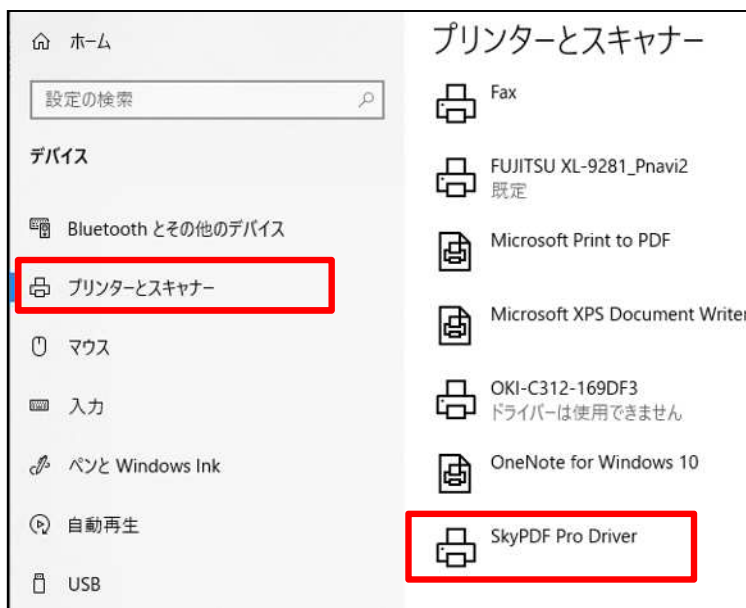 ホーム
設定の検索
デバイス
Bluetooth とその他のデバイス
プリンターとスキャナー
マウス
入力
ペンと Windows Ink
自動再生
USB
プリンターとスキャナー
Fax
FUJITSU XL-9281_Pnavi2
既定
Microsoft Print to PDF
Microsoft XPS Document Writer
OKI-C312-169DF3
ドライバーは使用できません
OneNote for Windows 10
SkyPDF Pro Driver